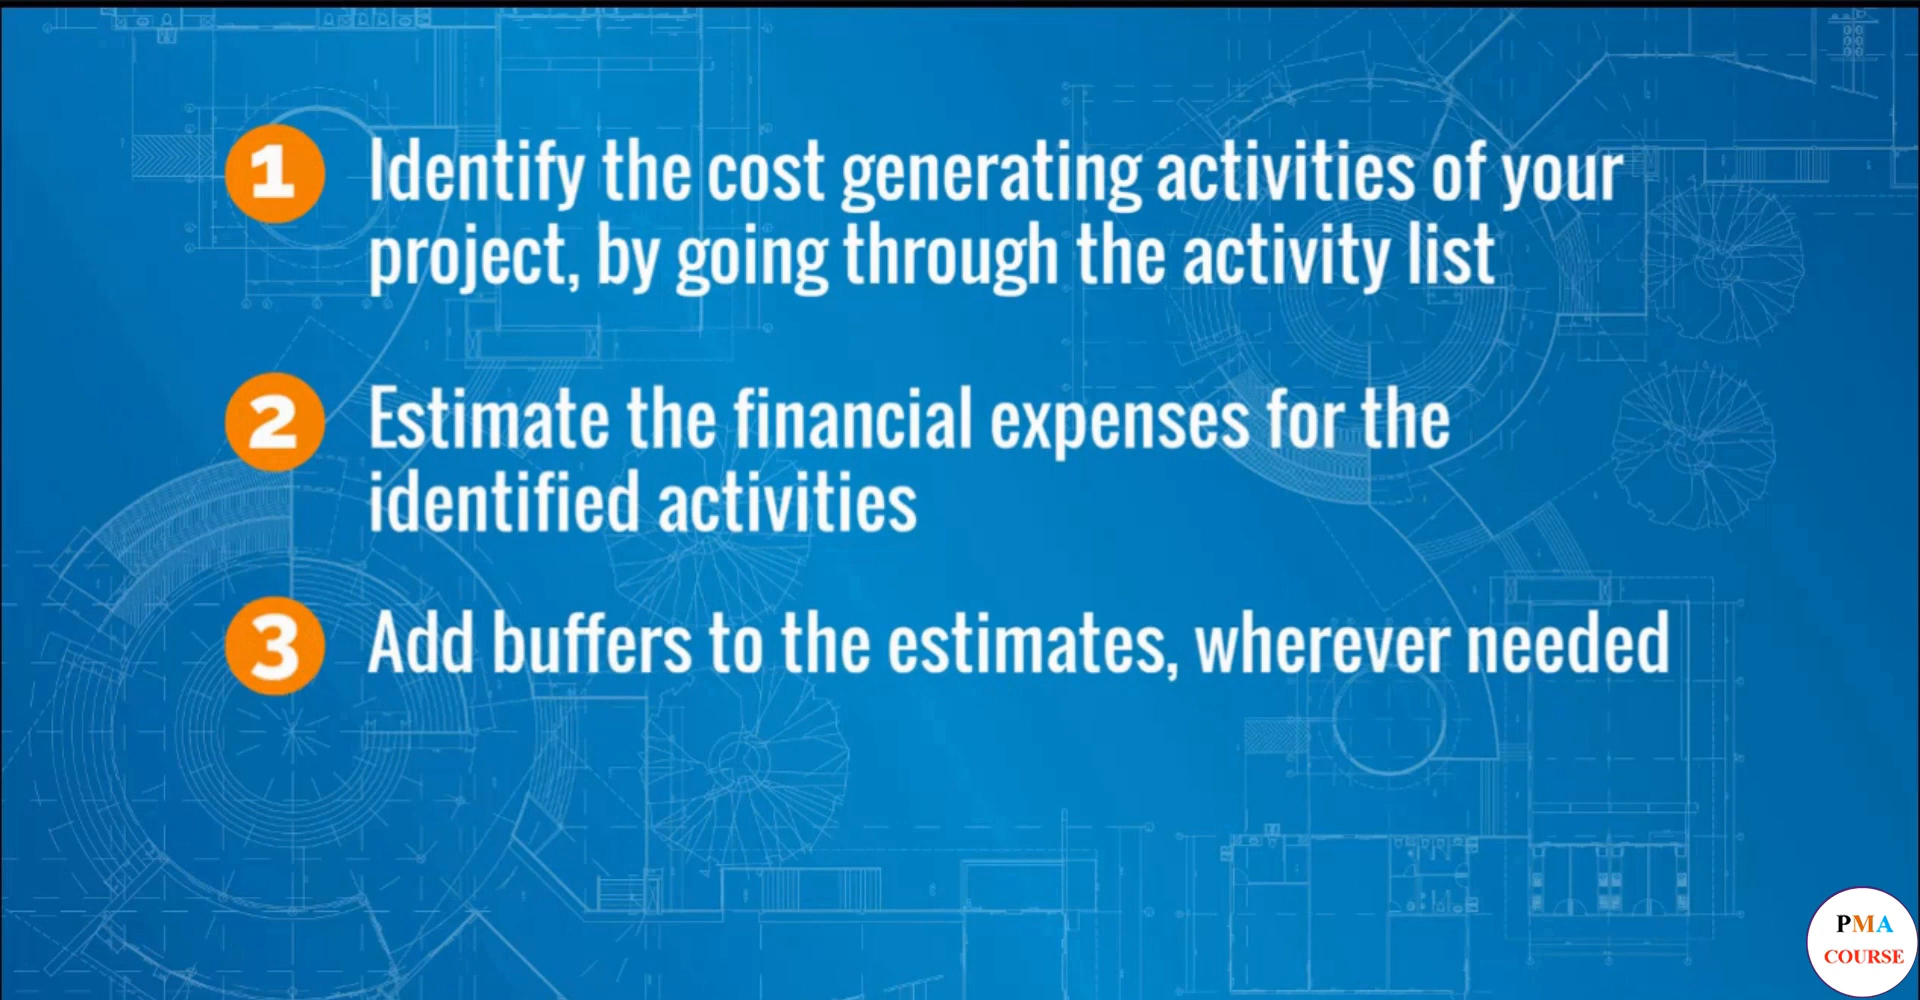 1 Identify the cost generating activities of your
project, by going through the activity list
2 Estimate the financial expenses for the
identified activities
3 Add buffers to the estimates, wherever needed
PMA
COURSE